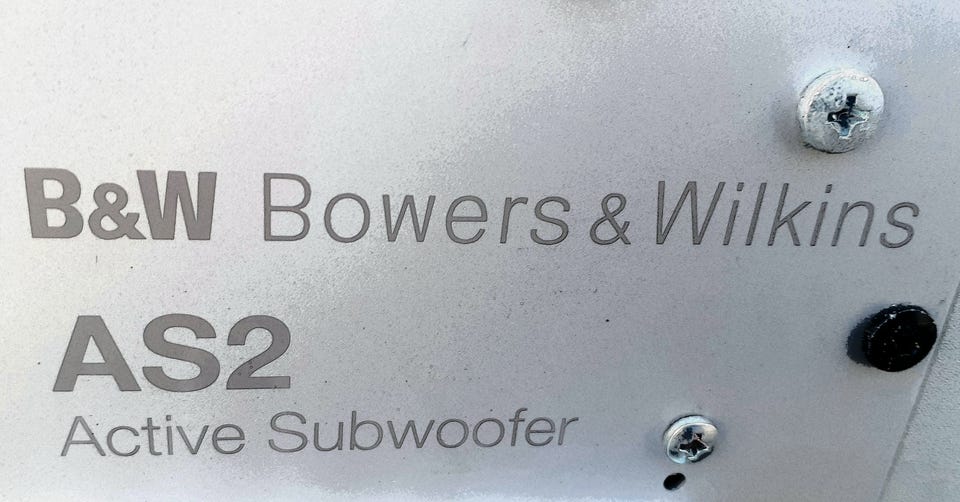 B&W Bowers & Wilkins
AS2
Active Subwoofer